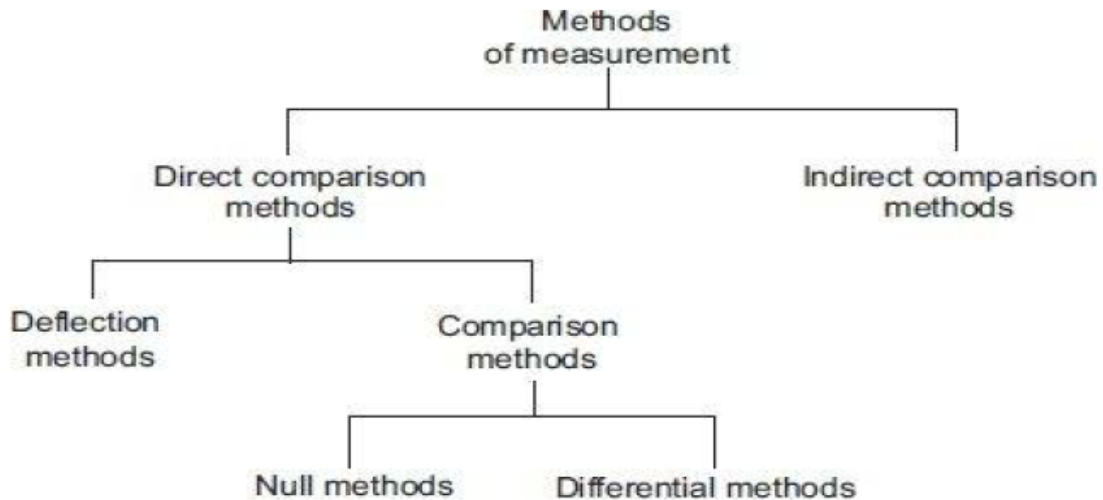 Methods
of measurement
Direct comparison
methods
Indirect comparison
methods
Deflection
methods
Comparison
methods
Null methods
Differential methods